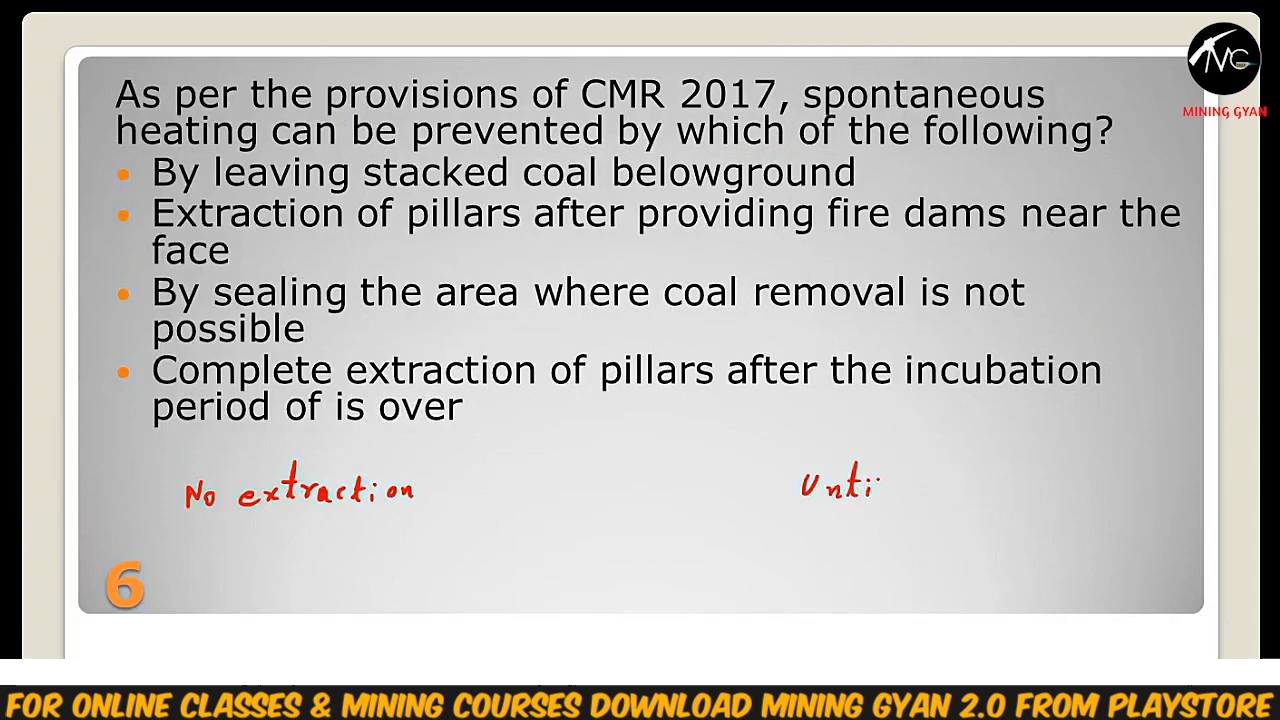 As per the provisions of CMR 2017, spontaneous
heating can be prevented by which of the following?
By leaving stacked coal belowground
Extraction of pillars after providing fire dams near the
face
By sealing the area where coal removal is not
possible
Complete extraction of pillars after the incubation
period of is over
No extraction Unti
6
MG
MINING GYAN
FOR ONLINE CLASSES & MINING COURSES DOWNLOAD MINING GYAN 2.0 FROM PLAYSTORE